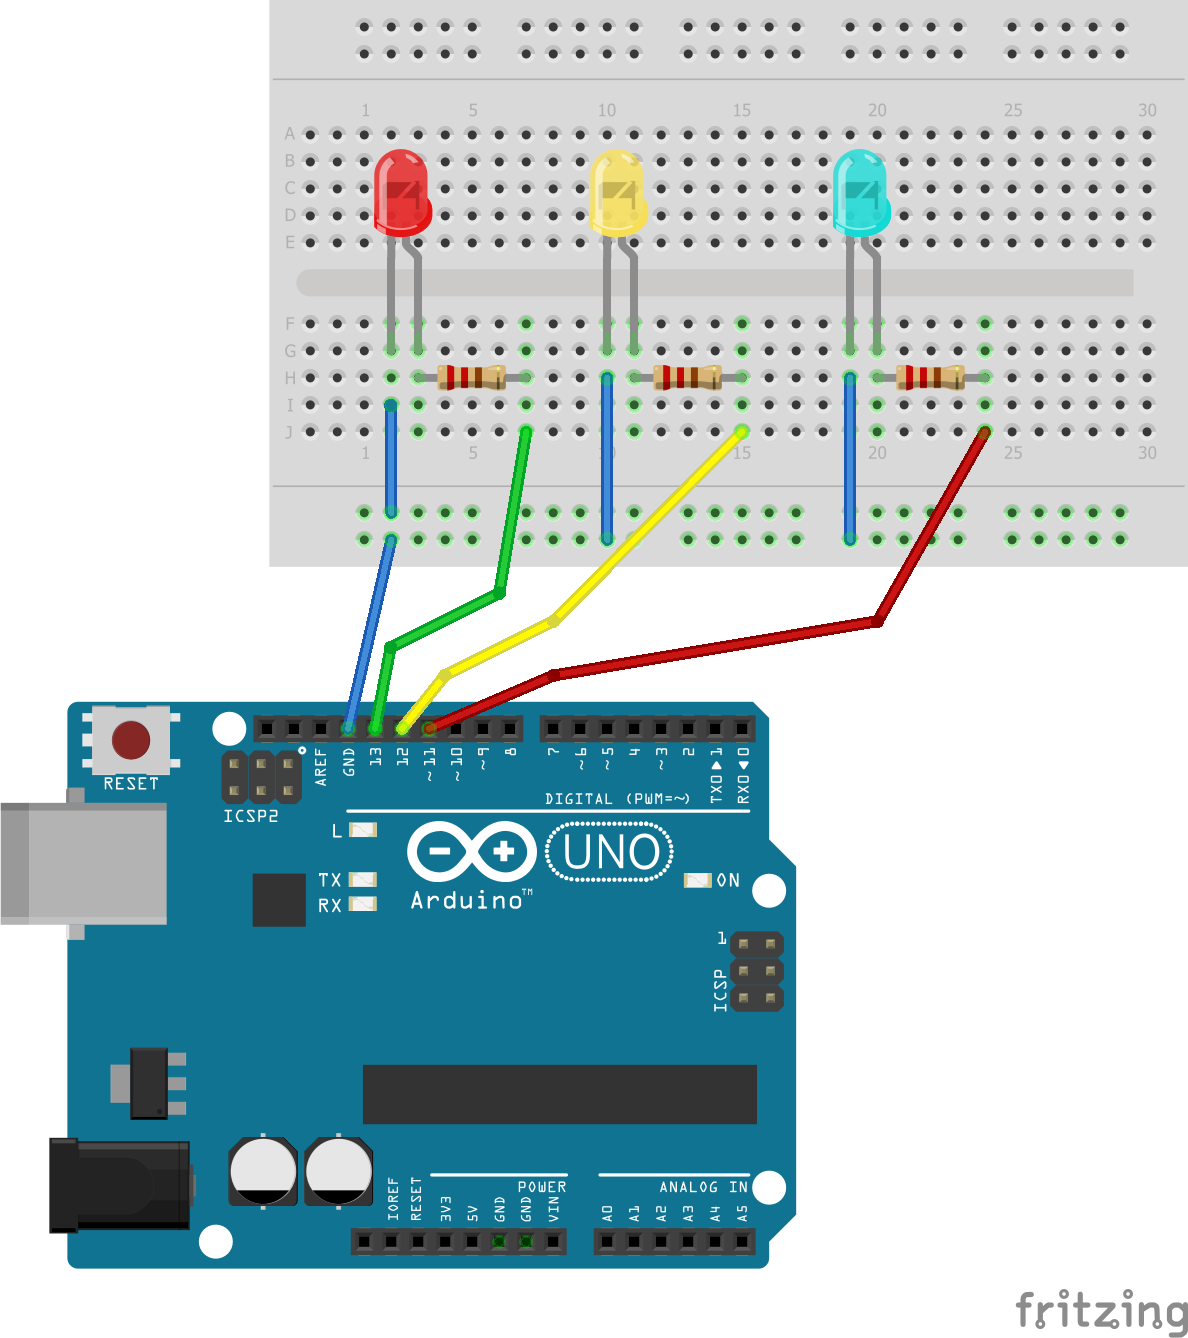 1 5 10 15 20 25 30
A
B
C
D
E
F
G
H
I
J
1 5 10 15 20 25 30
RESET
ICSP2
AREF
GND
13
12
~11
~10
~9
8
7
~6
~5
4
~3
2
TX0▶1
RX0◀0
DIGITAL (PWM=~)
L
TX
RX
Arduino™
UNO
ON
1
ICSP
POWER
ANALOG IN
IOREF
RESET
3V3
5V
GND
GND
VIN
A0
A1
A2
A3
A4
A5
fritzing